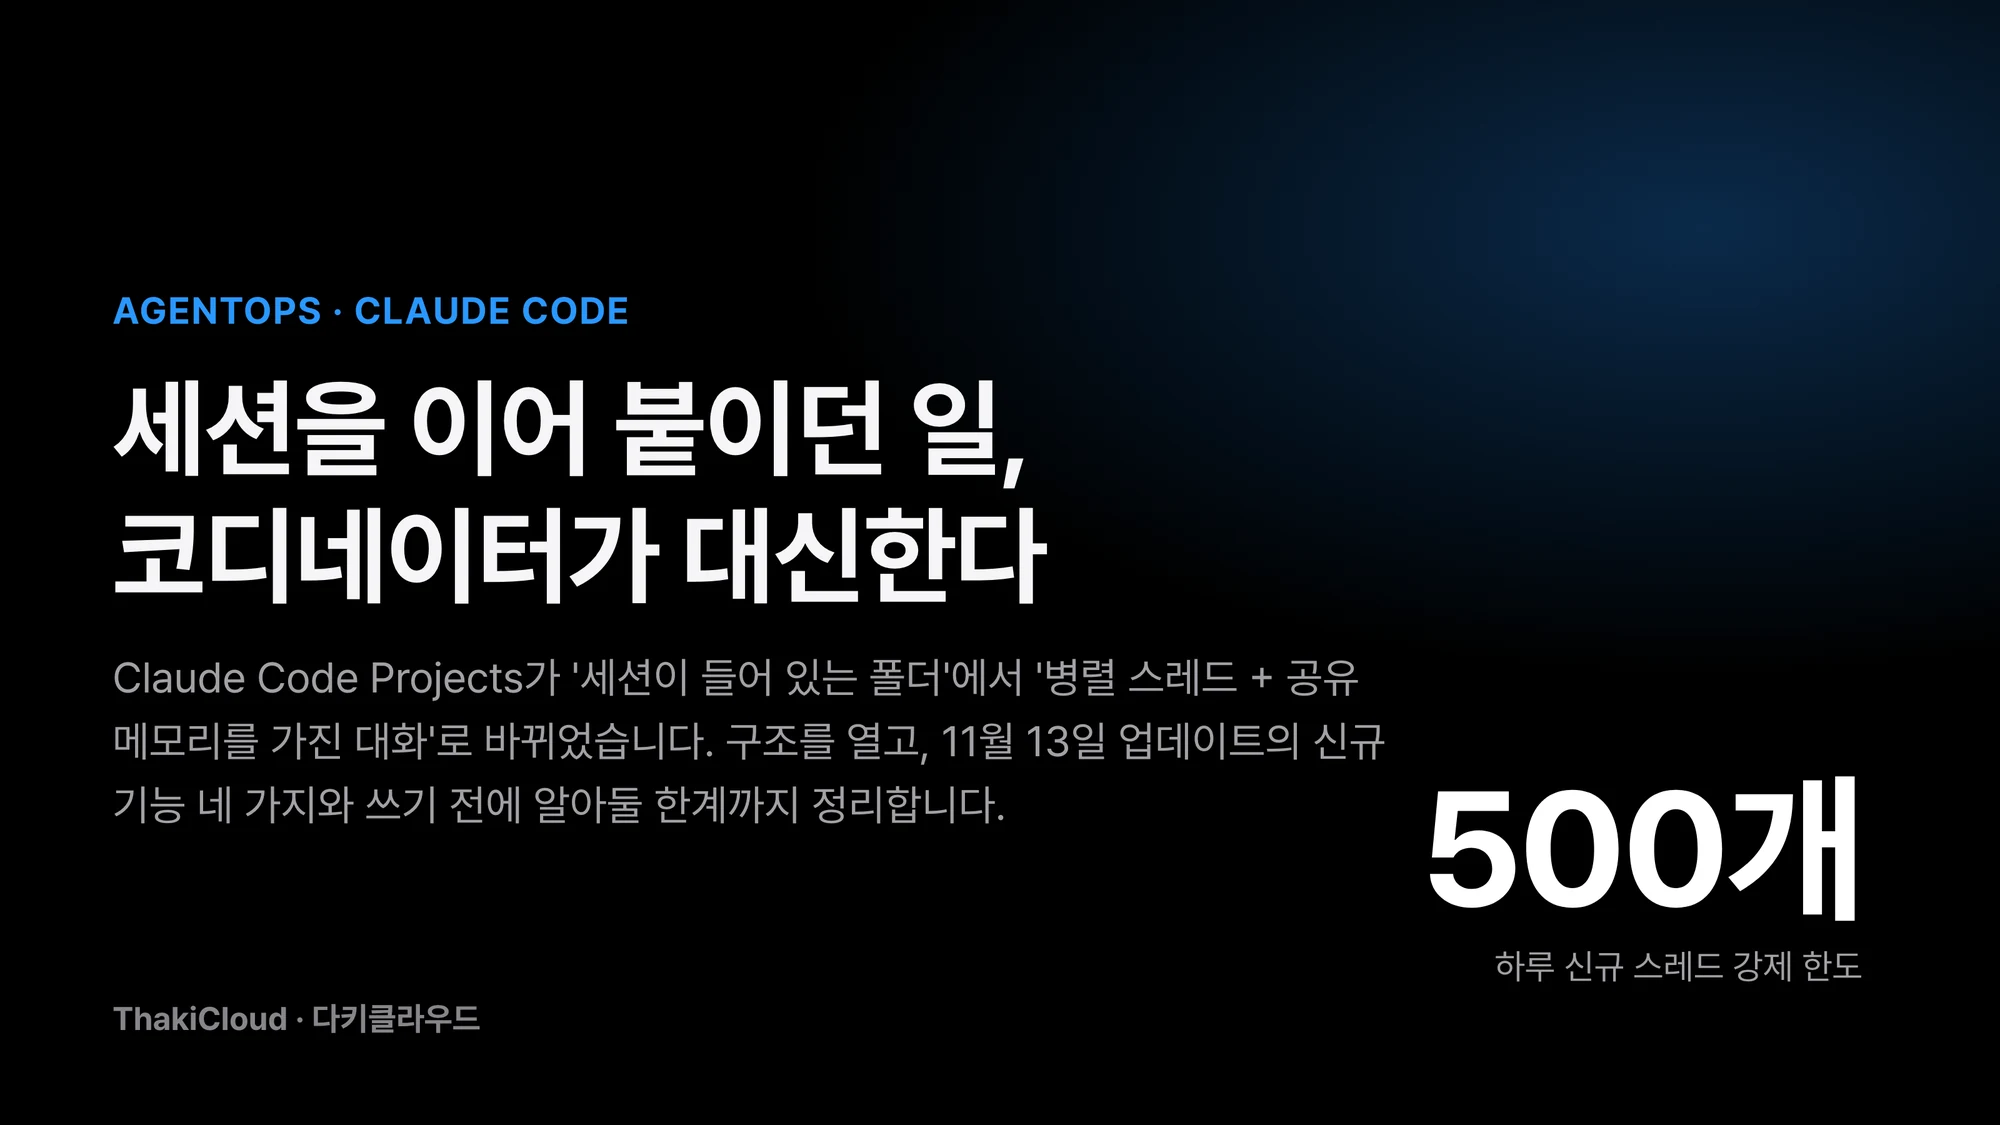 AGENTOPS · CLAUDE CODE
세션을 이어 붙이던 일,
코디네이터가 대신한다
Claude Code Projects가 '세션이 들어 있는 폴더'에서 '병렬 스레드 + 공유
메모리를 가진 대화'로 바뀌었습니다. 구조를 열고, 11월 13일 업데이트의 신규
기능 네 가지와 쓰기 전에 알아둘 한계까지 정리합니다.
500개
하루 신규 스레드 강제 한도
ThakiCloud · 다키클라우드